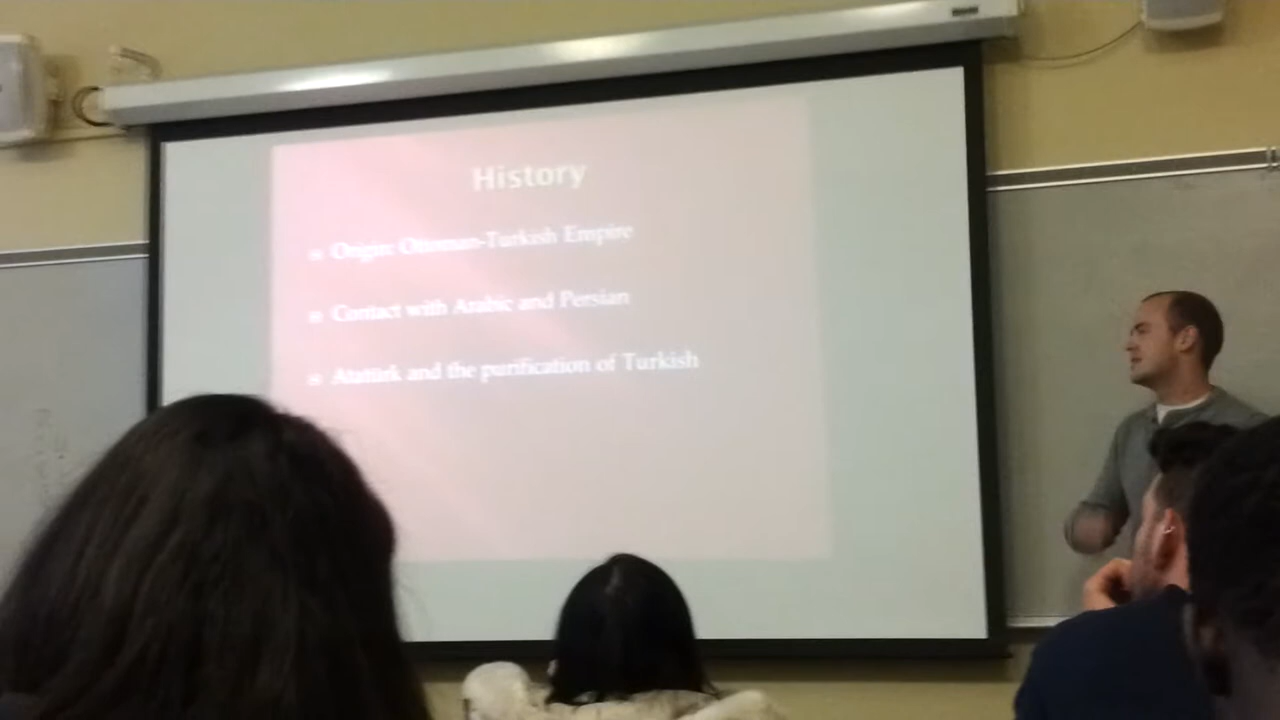 History
Origin: Ottoman-Turkish Empire
Contact with Arabic and Persian
Atatürk and the purification of Turkish